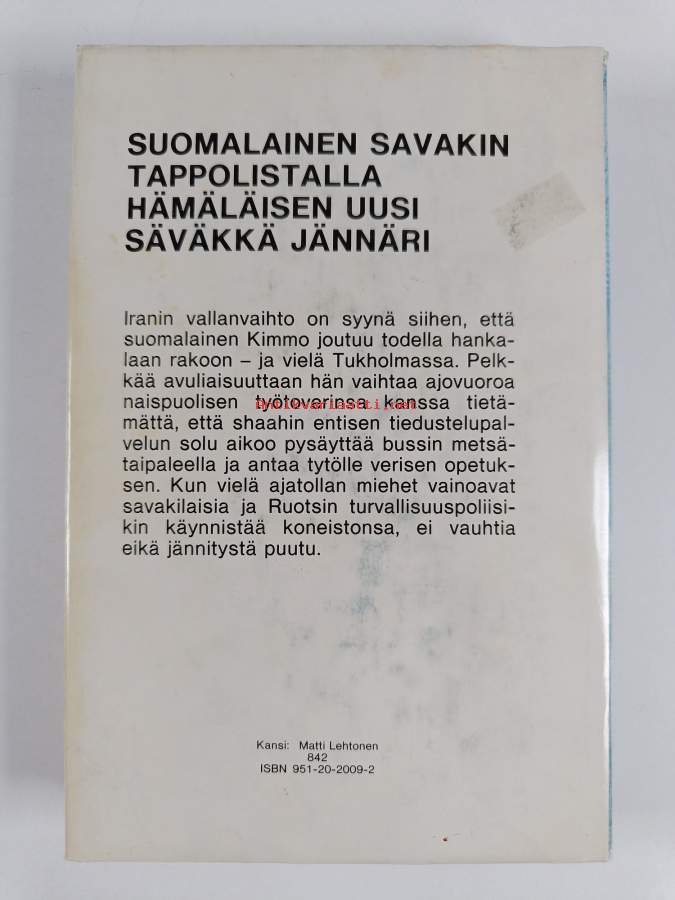 SUOMALAINEN SAVAKIN
TAPPOLISTALLA
HÄMÄLÄISEN UUSI
SÄVÄKKÄ JÄNNÄRI
Iranin vallanvaihto on syynä siihen, että
suomalainen Kimmo joutuu todella hanka-
laan rakoon – ja vielä Tukholmassa. Pelk-
kää avuliaisuuttaan hän vaihtaa ajovuoroa
naispuolisen työtoverinsa kanssa tietä-
Antikvariaatti.net
mättä, että shaahin entisen tiedustelupal-
velun solu aikoo pysäyttää bussin metsä-
taipaleella ja antaa tytölle verisen opetuk-
sen. Kun vielä ajatollan miehet vainoavat
savakilaisia ja Ruotsin turvallisuuspoliisi-
kin käynnistää koneistonsa, ei vauhtia
eikä jännitystä puutu.
Kansi: Matti Lehtonen
842
ISBN 951-20-2009-2